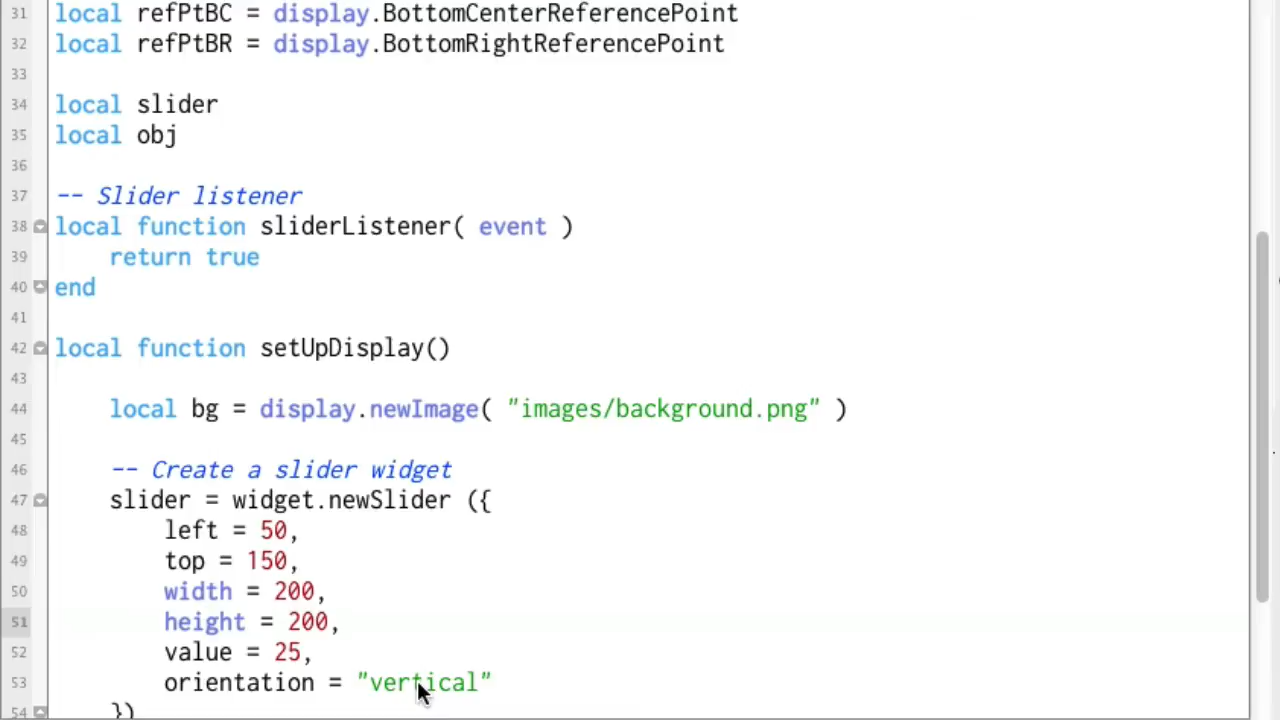 31 local refPtBC = display.BottomCenterReferencePoint
32 local refPtBR = display.BottomRightReferencePoint
33
34 local slider
35 local obj
36
37 -- Slider listener
38 local function sliderListener( event )
39 return true
40 end
41
42 local function setUpDisplay()
43
44 local bg = display.newImage( "images/background.png" )
45
46 -- Create a slider widget
47 slider = widget.newSlider ({
48 left = 50,
49 top = 150,
50 width = 200,
51 height = 200,
52 value = 25,
53 orientation = "vertical"
54 })